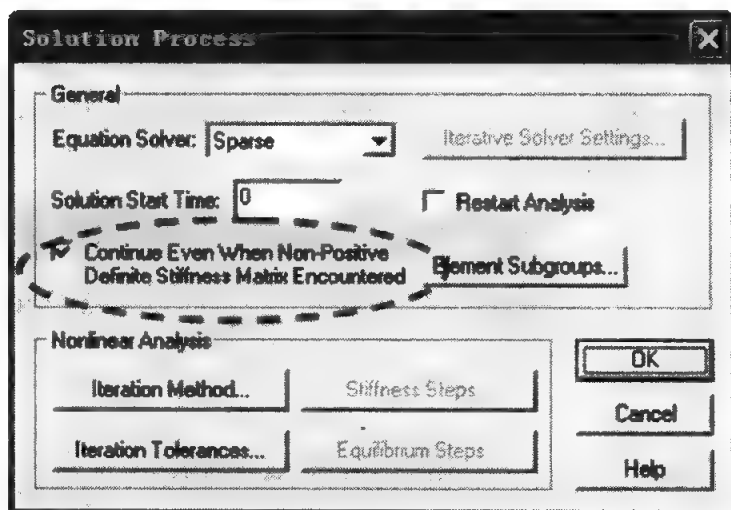 Solution Process
General
Equation Solver: Sparse
Iterative Solver Settings...
Solution Start Time: 0
Restart Analysis
Continue Even When Non-Positive
Definite Stiffness Matrix Encountered
Element Subgroups...
Nonlinear Analysis
Iteration Method...
Stiffness Steps
Iteration Tolerances...
Equilibrium Steps
OK
Cancel
Help